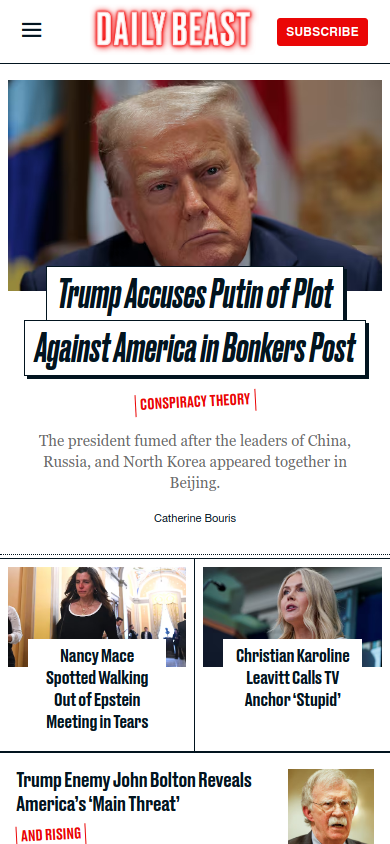 DAILY BEAST
SUBSCRIBE
Trump Accuses Putin of Plot
Against America in Bonkers Post
CONSPIRACY THEORY
The president fumed after the leaders of China,
Russia, and North Korea appeared together in
Beijing.
Catherine Bouris
Nancy Mace
Spotted Walking
Out of Epstein
Meeting in Tears
Christian Karoline
Leavitt Calls TV
Anchor ‘Stupid’
Trump Enemy John Bolton Reveals
America’s ‘Main Threat’
AND RISING